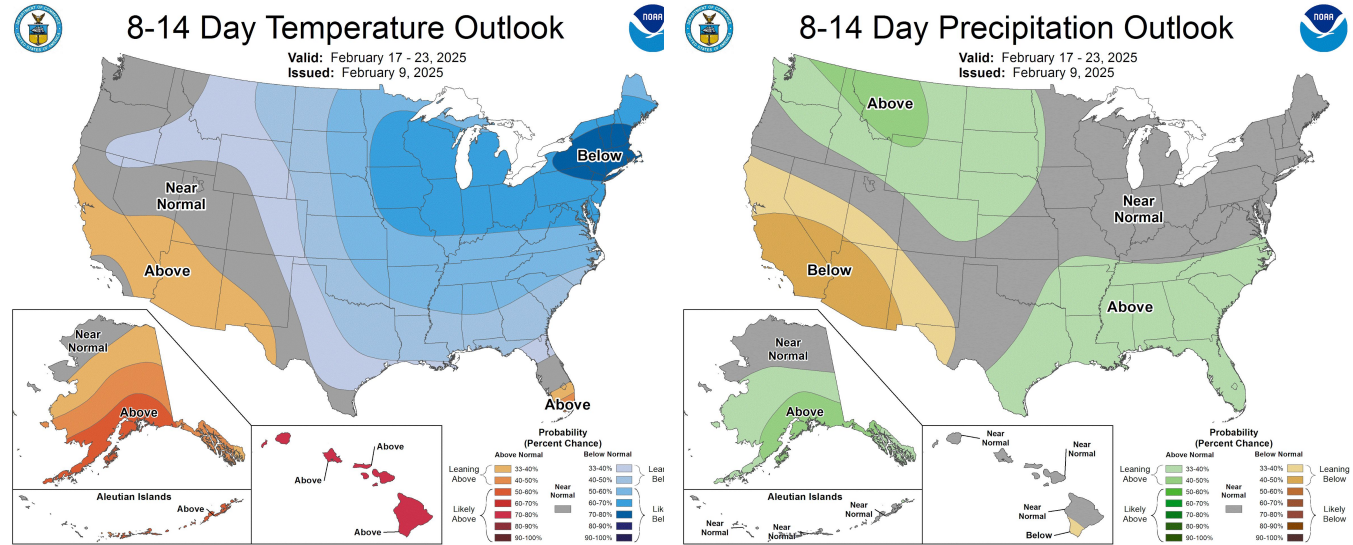 8-14 Day Temperature Outlook
Valid: February 17 - 23, 2025
Issued: February 9, 2025
NOAA
Near
Normal
Above
Below
Above
Near
Normal
Above
Above
Above
Above
Aleutian Islands
Above
Probability
(Percent Chance)
Above Normal
Below Normal
Leaning
Above
Likely
Above
33-40%
40-50%
50-60%
60-70%
70-80%
80-90%
90-100%
Near
Normal
33-40%
40-50%
50-60%
60-70%
70-80%
80-90%
90-100%
8-14 Day Precipitation Outlook
Valid: February 17 - 23, 2025
Issued: February 9, 2025
NOAA
Above
Near
Normal
Below
Above
Near
Normal
Above
Near
Normal
Near
Normal
Near
Normal
Below
Aleutian Islands
Near
Normal
Near
Normal
Near
Normal
Probability
(Percent Chance)
Above Normal
Below Normal
Leaning
Above
Likely
Above
33-40%
40-50%
50-60%
60-70%
70-80%
80-90%
90-100%
Near
Normal
33-40%
40-50%
50-60%
60-70%
70-80%
80-90%
90-100%
Leaning
Below
Likely
Below